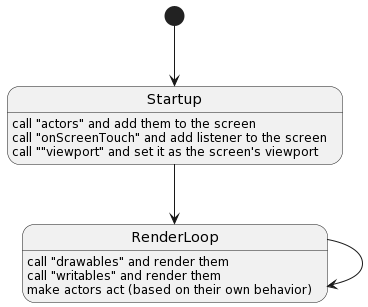 Startup
call "actors" and add them to the screen
call "onScreenTouch" and add listener to the screen
call ""viewport" and set it as the screen's viewport
RenderLoop
call "drawables" and render them
call "writables" and render them
make actors act (based on their own behavior)